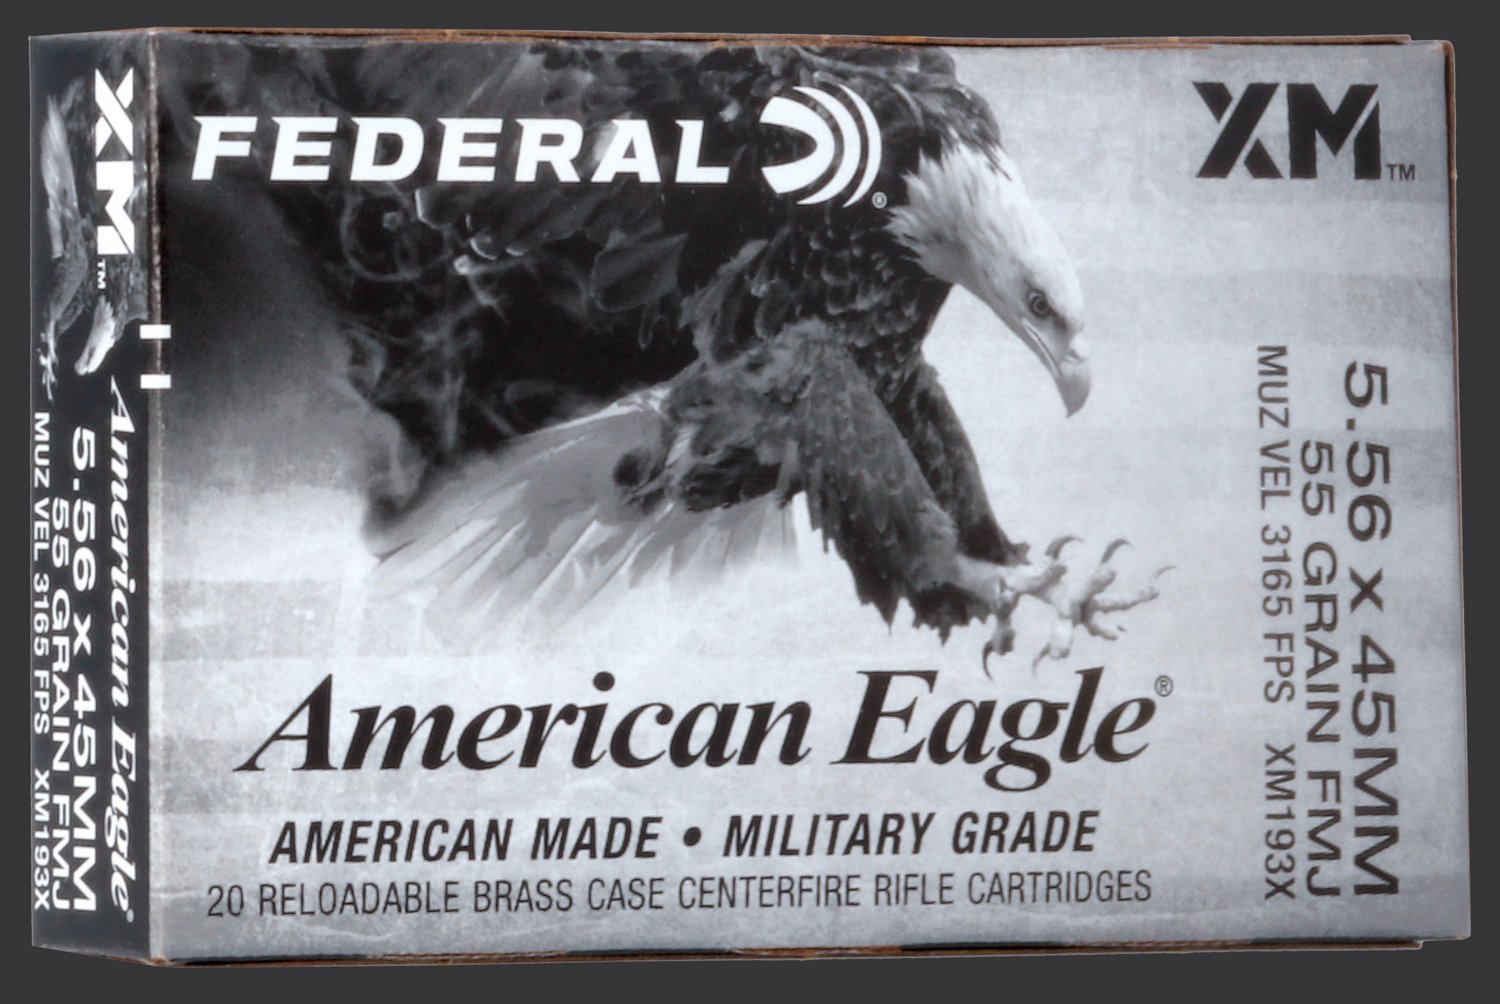 FEDERAL®
XM™
5.56 x 45MM
55 GRAIN FMJ
MUZ VEL 3165 FPS XM193X
American Eagle®
AMERICAN MADE • MILITARY GRADE
20 RELOADABLE BRASS CASE CENTERFIRE RIFLE CARTRIDGES
XM™
American Eagle®
5.56 x 45MM
55 GRAIN FMJ
MUZ VEL 3165 FPS XM193X